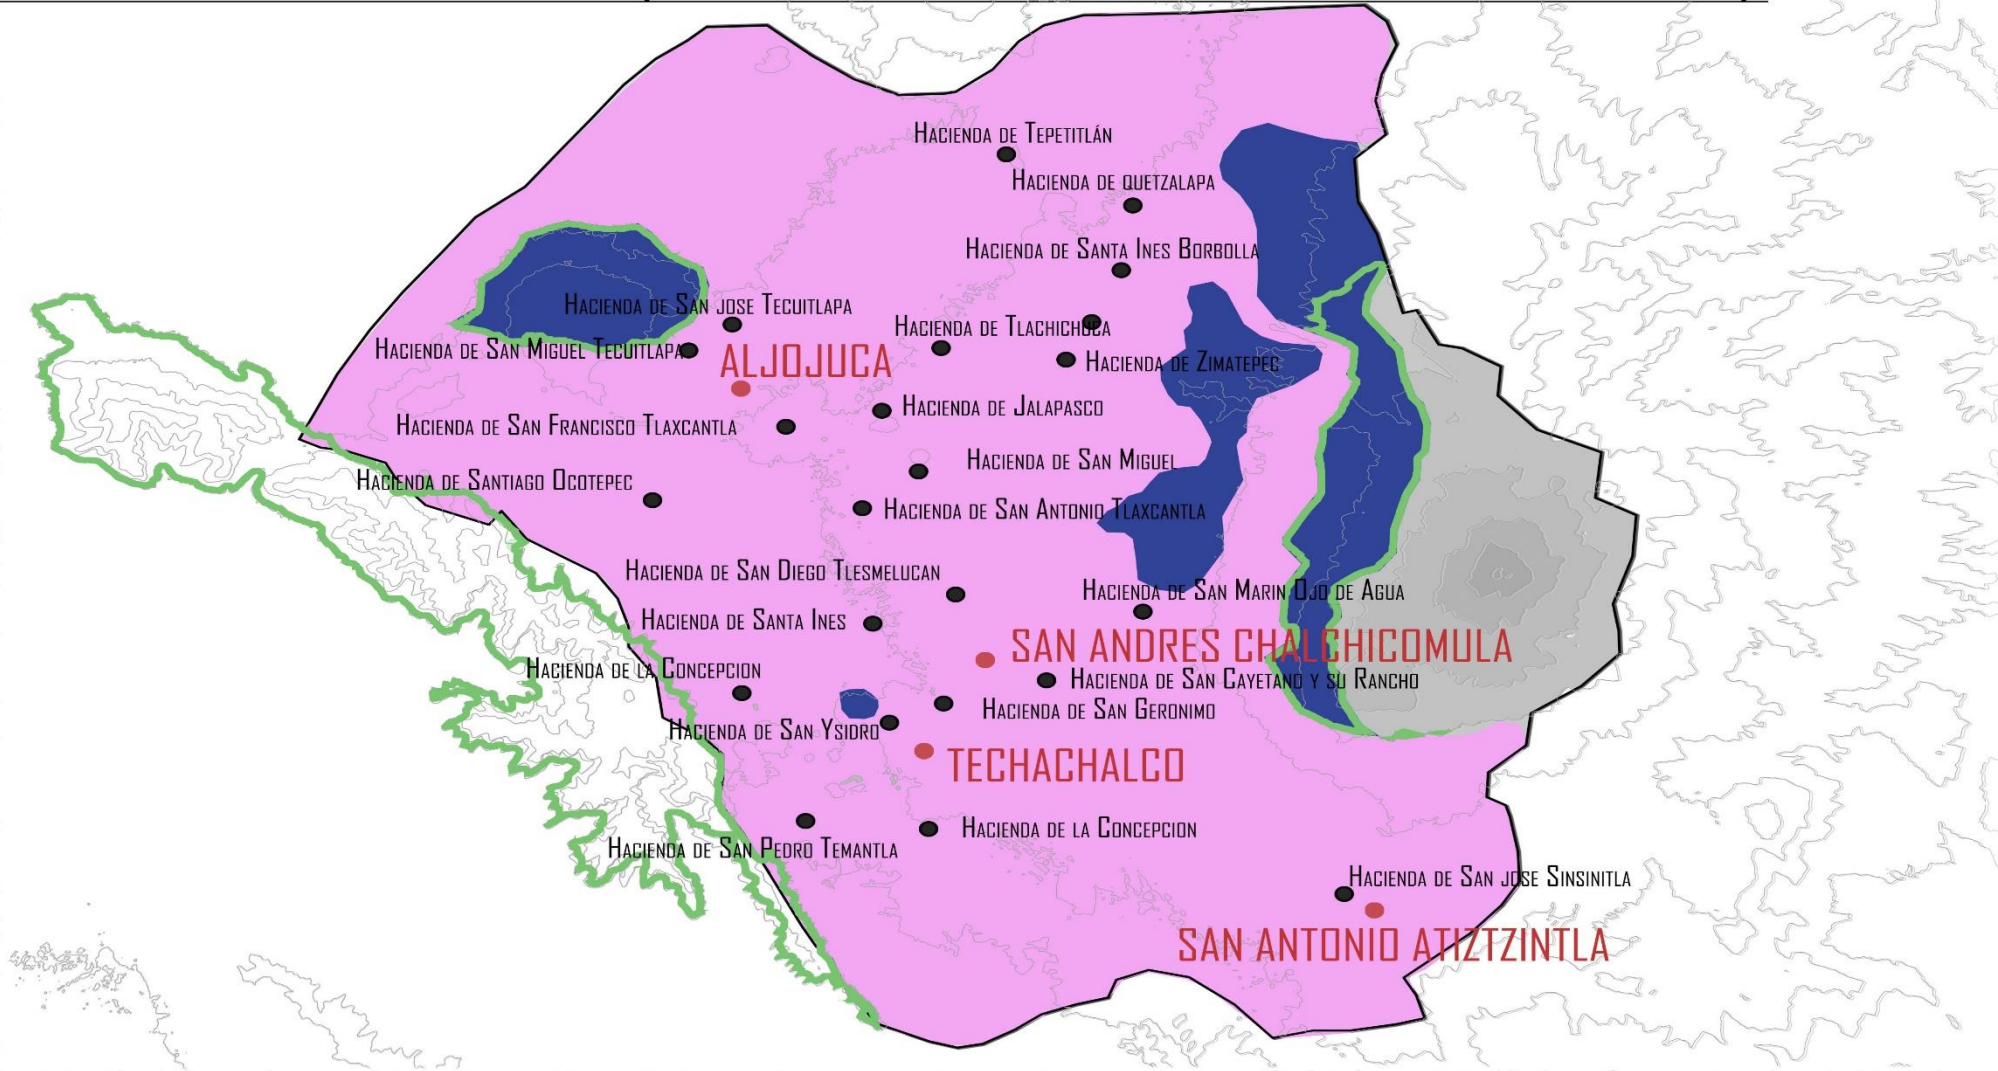 HACIENDA DE TEPETITLÁN
HACIENDA DE QUETZALAPA
HACIENDA DE SANTA INES BORBOLLA
HACIENDA DE SAN JOSE TECUITLAPA
HACIENDA DE TLACHICHUCA
HACIENDA DE SAN MIGUEL TECUITLAPA
ALJOJUCA
HACIENDA DE ZIMATEPEC
HACIENDA DE JALAPASCO
HACIENDA DE SAN FRANCISCO TLAXCANTLA
HACIENDA DE SAN MIGUEL
HACIENDA DE SANTIAGO OCOTEPEC
HACIENDA DE SAN ANTONIO TLAXCANTLA
HACIENDA DE SAN DIEGO TLESMELUCAN
HACIENDA DE SAN MARIN OJO DE AGUA
HACIENDA DE SANTA INES
SAN ANDRES CHALCHICOMULA
HACIENDA DE LA CONCEPCION
HACIENDA DE SAN CAYETANO Y SU RANCHO
HACIENDA DE SAN GERONIMO
HACIENDA DE SAN YSIDRO
TECHACHALCO
HACIENDA DE LA CONCEPCION
HACIENDA DE SAN PEDRO TEMANTLA
HACIENDA DE SAN JOSE SINSINITLA
SAN ANTONIO ATIZTZINTLA